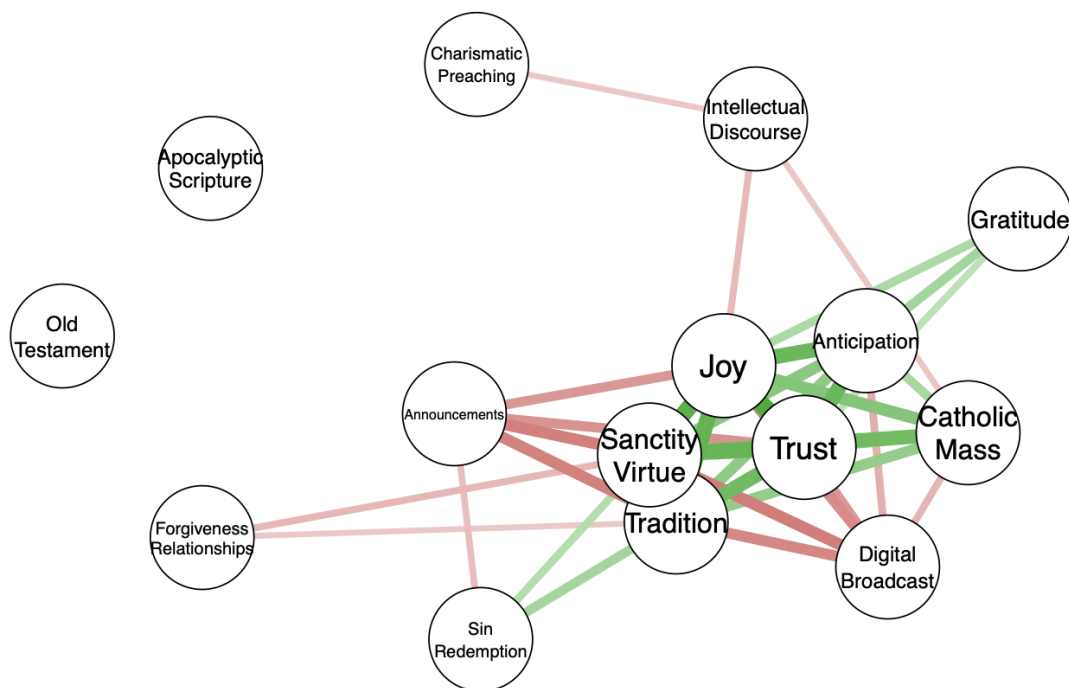 Charismatic
Preaching
Intellectual
Discourse
Apocalyptic
Scripture
Gratitude
Old
Testament
Anticipation
Joy
Announcements
Catholic
Mass
Sanctity
Virtue
Trust
Tradition
Forgiveness
Relationships
Digital
Broadcast
Sin
Redemption